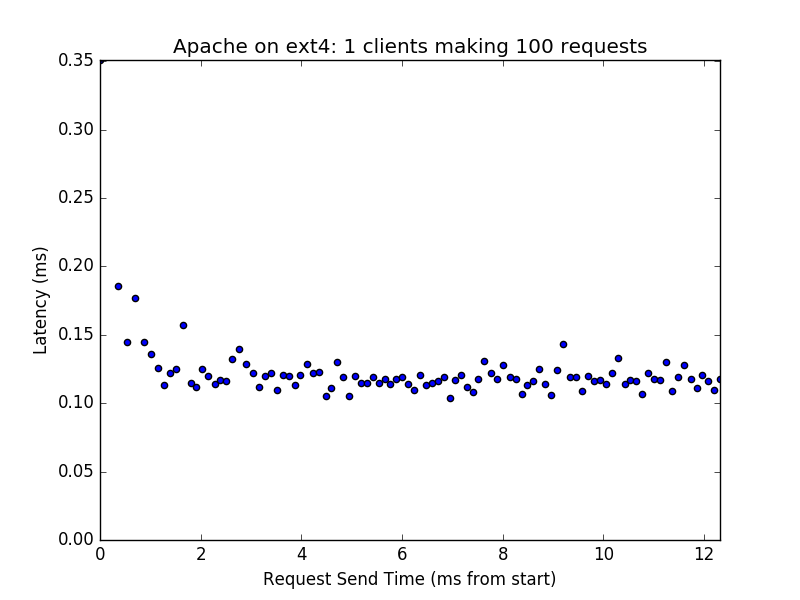 Apache on ext4: 1 clients making 100 requests
0.35
0.30
0.25
0.20
0.15
0.10
0.05
0.00
Latency (ms)
0 2 4 6 8 10 12
Request Send Time (ms from start)